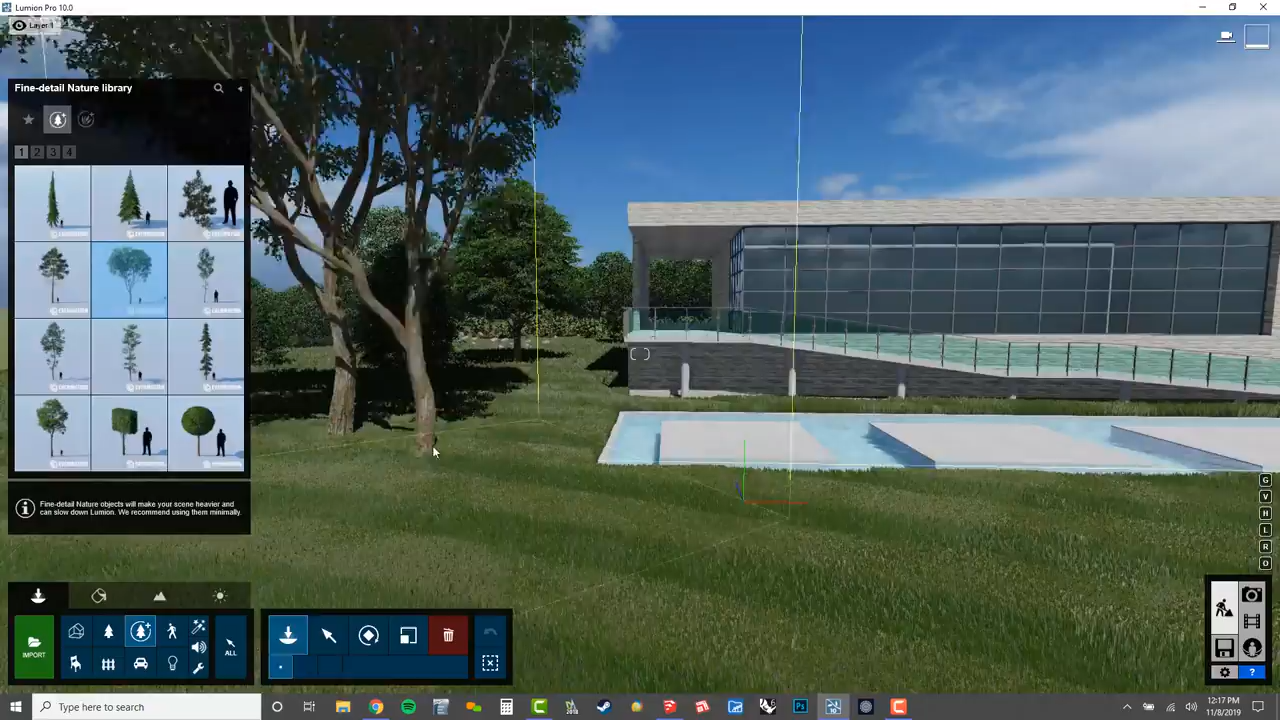 Lumion Pro 10.0
Layer 1
Fine-detail Nature library
1 2 3 4
Fine-detail Nature objects will make your scene heavier and
can slow down Lumion. We recommend using them minimally.
G
V
H
L
R
O
IMPORT
ALL
?
Type here to search
Ps
12:17 PM
11/8/2019